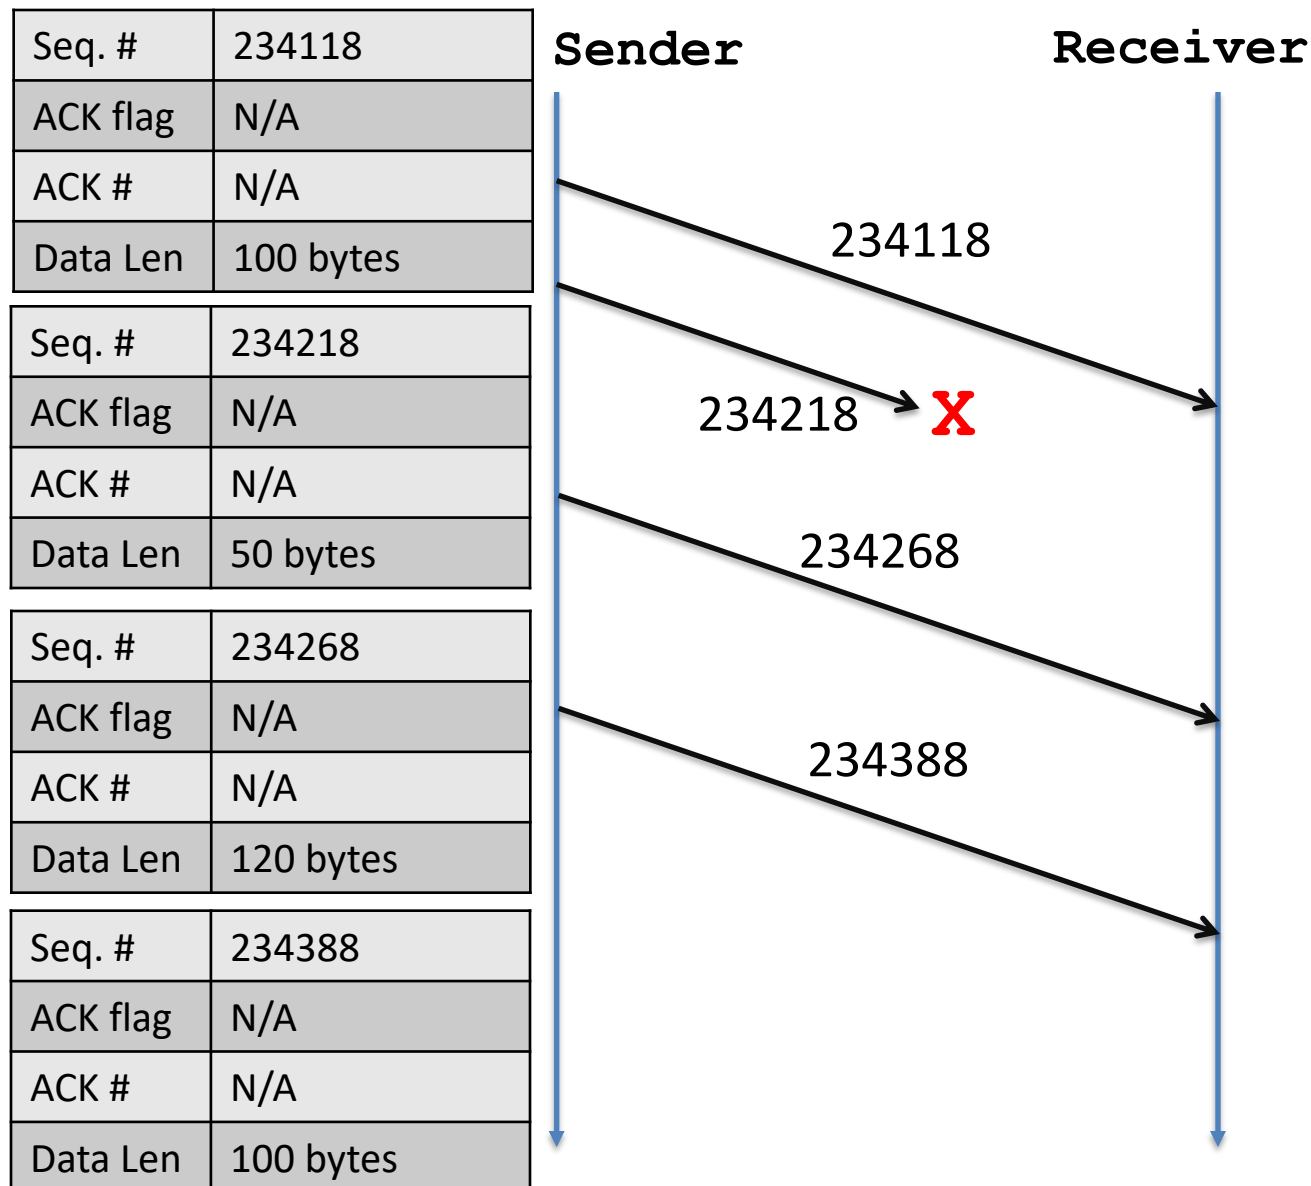 Sender Receiver
Seq. # 234118
ACK flag N/A
ACK # N/A
Data Len 100 bytes
234118
Seq. # 234218
ACK flag N/A
ACK # N/A
Data Len 50 bytes
234218 X
234268
Seq. # 234268
ACK flag N/A
ACK # N/A
Data Len 120 bytes
234388
Seq. # 234388
ACK flag N/A
ACK # N/A
Data Len 100 bytes